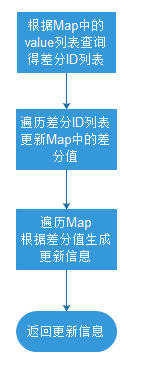 根据Map中的
value列表查询
得差分ID列表
遍历差分ID列表
更新Map中的差
分值
遍历Map
根据差分值生成
更新信息
返回更新信息